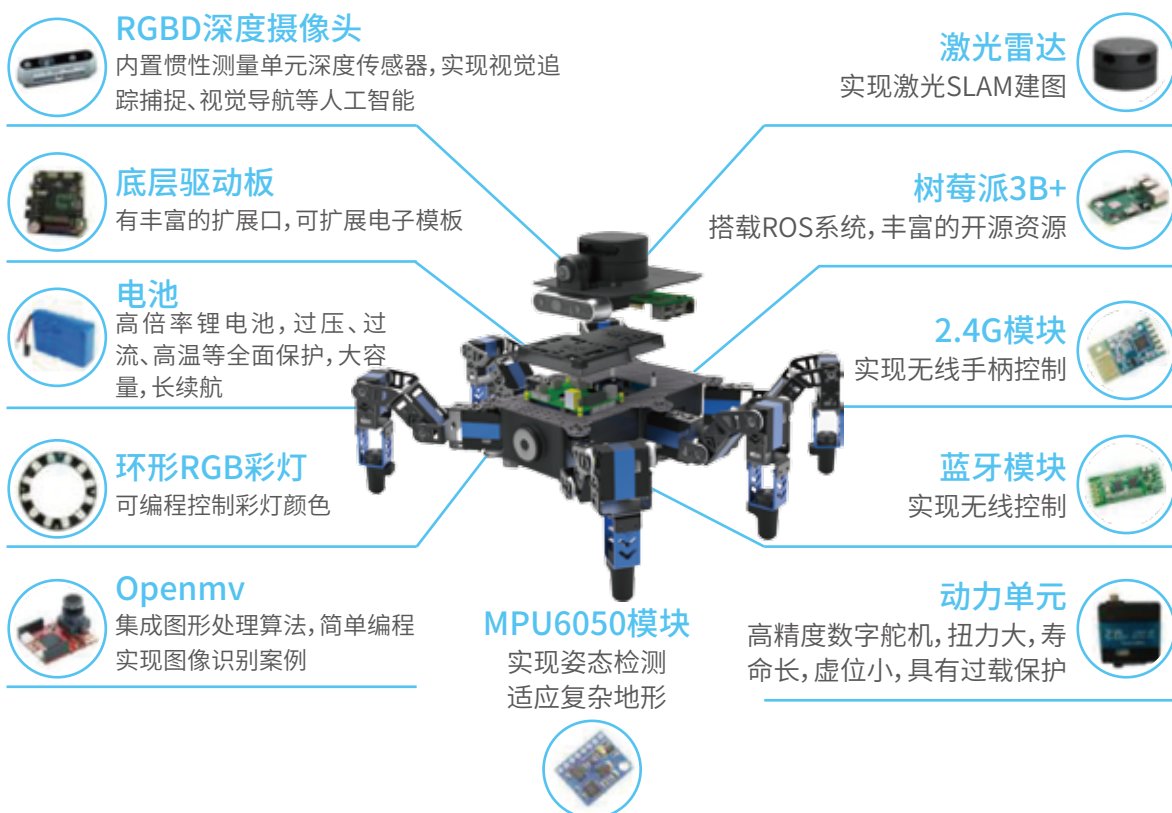 RGBD深度摄像头
内置惯性测量单元深度传感器,实现视觉追
踪捕捉、视觉导航等人工智能
底层驱动板
有丰富的扩展口,可扩展电子模板
电池
高倍率锂电池,过压、过
流、高温等全面保护,大容
量,长续航
环形RGB彩灯
可编程控制彩灯颜色
Openmv
集成图形处理算法,简单编程
实现图像识别案例
MPU6050模块
实现姿态检测
适应复杂地形
激光雷达
实现激光SLAM建图
树莓派3B+
搭载ROS系统,丰富的开源资源
2.4G模块
实现无线手柄控制
蓝牙模块
实现无线控制
动力单元
高精度数字舵机,扭力大,寿
命长,虚位小,具有过载保护